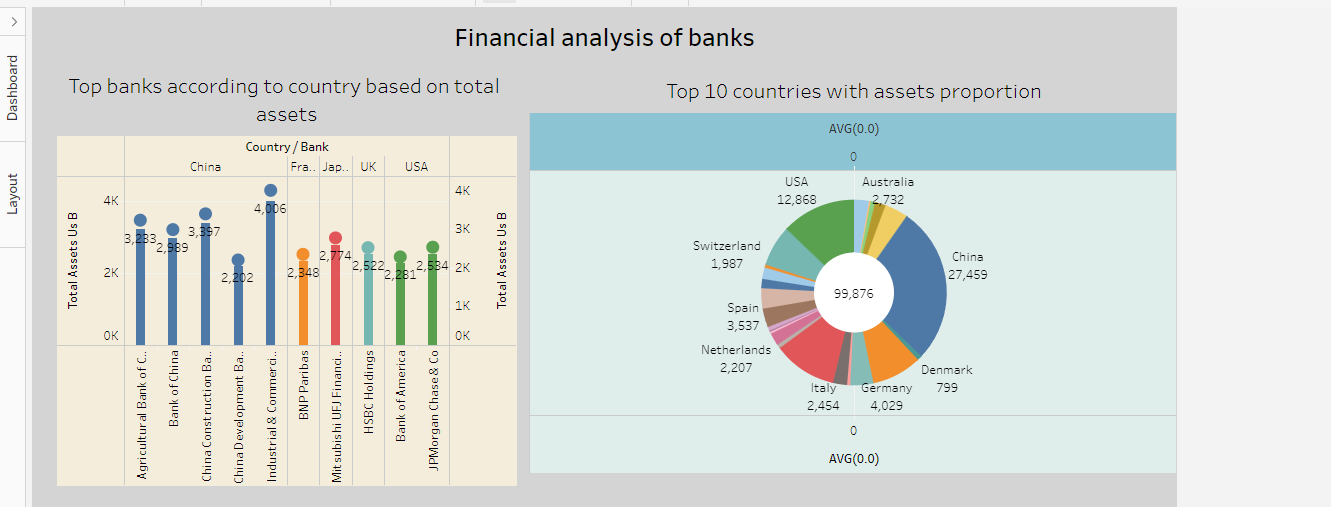 Financial analysis of banks
Dashboard
Layout
Top banks according to country based on total
assets
Country / Bank
China
Fra..
Jap..
UK
USA
Total Assets Us B
4K
2K
0K
3,233
2,989
3,397
2,202
4,006
2,348
2,774
2,522
2,281
2,534
4K
3K
2K
1K
0K
Total Assets Us B
Agricultural Bank of C..
Bank of China
China Construction Ba..
China Development Ba..
Industrial & Commerci..
BNP Paribas
Mitsubishi UFJ Financi..
HSBC Holdings
Bank of America
JPMorgan Chase & Co
Top 10 countries with assets proportion
AVG(0.0)
0
USA
12,868
Australia
2,732
Switzerland
1,987
China
27,459
99,876
Spain
3,537
Netherlands
2,207
Denmark
799
Italy
2,454
Germany
4,029
0
AVG(0.0)